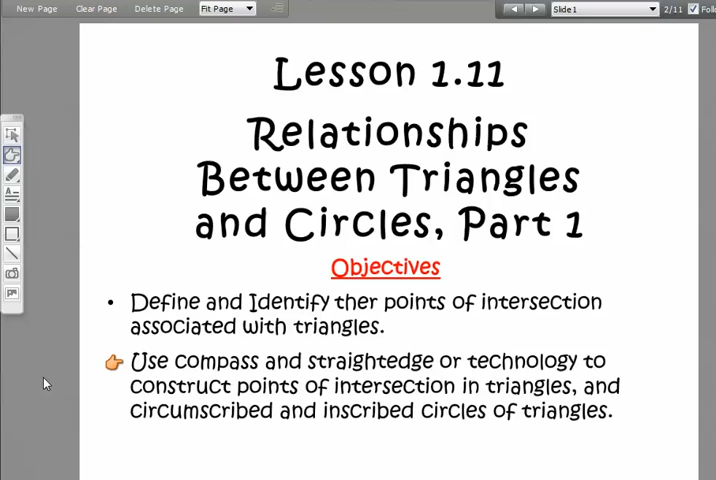 New Page Clear Page Delete Page Fit Page Slide 1 2/11 Foll
Lesson 1.11
Relationships
Between Triangles
and Circles, Part 1
Objectives
• Define and Identify ther points of intersection
associated with triangles.
Use compass and straightedge or technology to
construct points of intersection in triangles, and
circumscribed and inscribed circles of triangles.